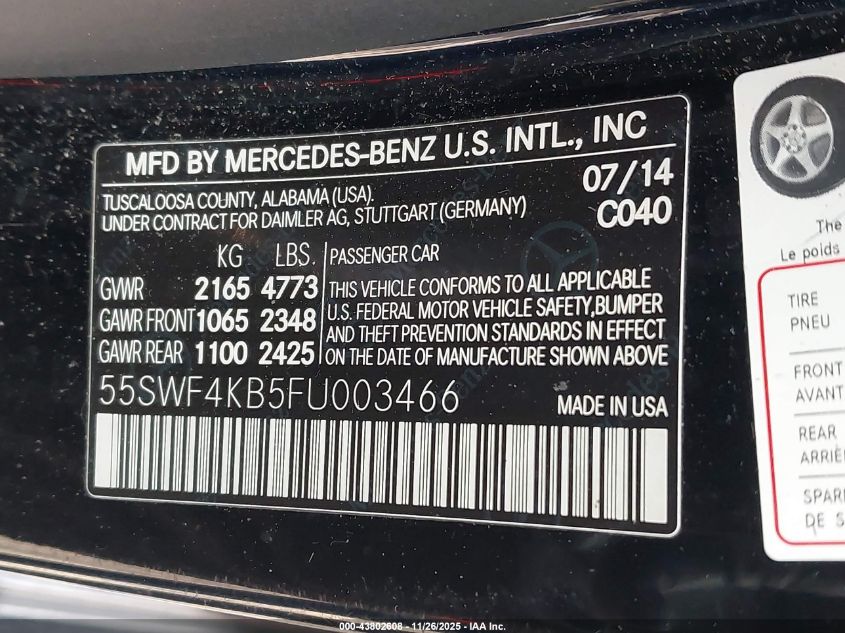 MFD BY MERCEDES-BENZ U.S. INTL., INC
TUSCALOOSA COUNTY, ALABAMA (USA).
UNDER CONTRACT FOR DAIMLER AG, STUTTGART (GERMANY)
07/14
C040
KG LBS.
GVWR 2165 4773
GAWR FRONT 1065 2348
GAWR REAR 1100 2425
PASSENGER CAR
THIS VEHICLE CONFORMS TO ALL APPLICABLE
U.S. FEDERAL MOTOR VEHICLE SAFETY,BUMPER
AND THEFT PREVENTION STANDARDS IN EFFECT
ON THE DATE OF MANUFACTURE SHOWN ABOVE
55SWF4KB5FU003466
MADE IN USA
The
Le poids
TIRE
PNEU
FRONT
AVANT
REAR
ARRIÈ
SPAR
DE S
000-43802608 - 11/26/2025 - IAA Inc.